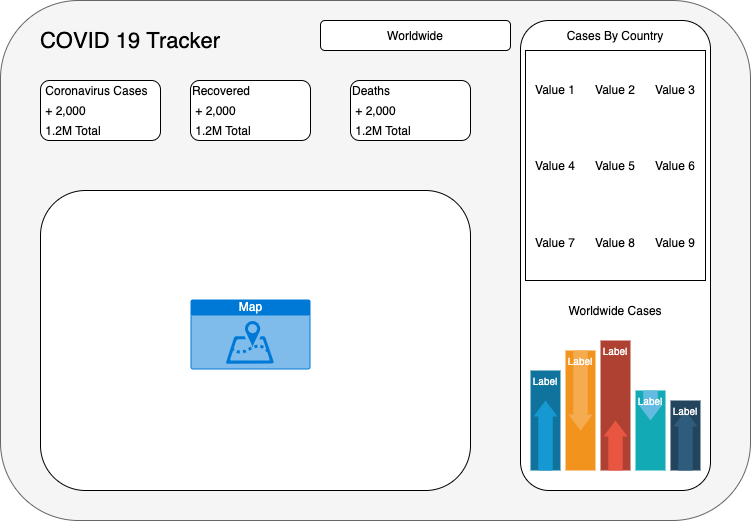 COVID 19 Tracker
Worldwide
Coronavirus Cases
+ 2,000
1.2M Total
Recovered
+ 2,000
1.2M Total
Deaths
+ 2,000
1.2M Total
Map
Cases By Country
Value 1 Value 2 Value 3
Value 4 Value 5 Value 6
Value 7 Value 8 Value 9
Worldwide Cases
Label
Label
Label
Label
Label